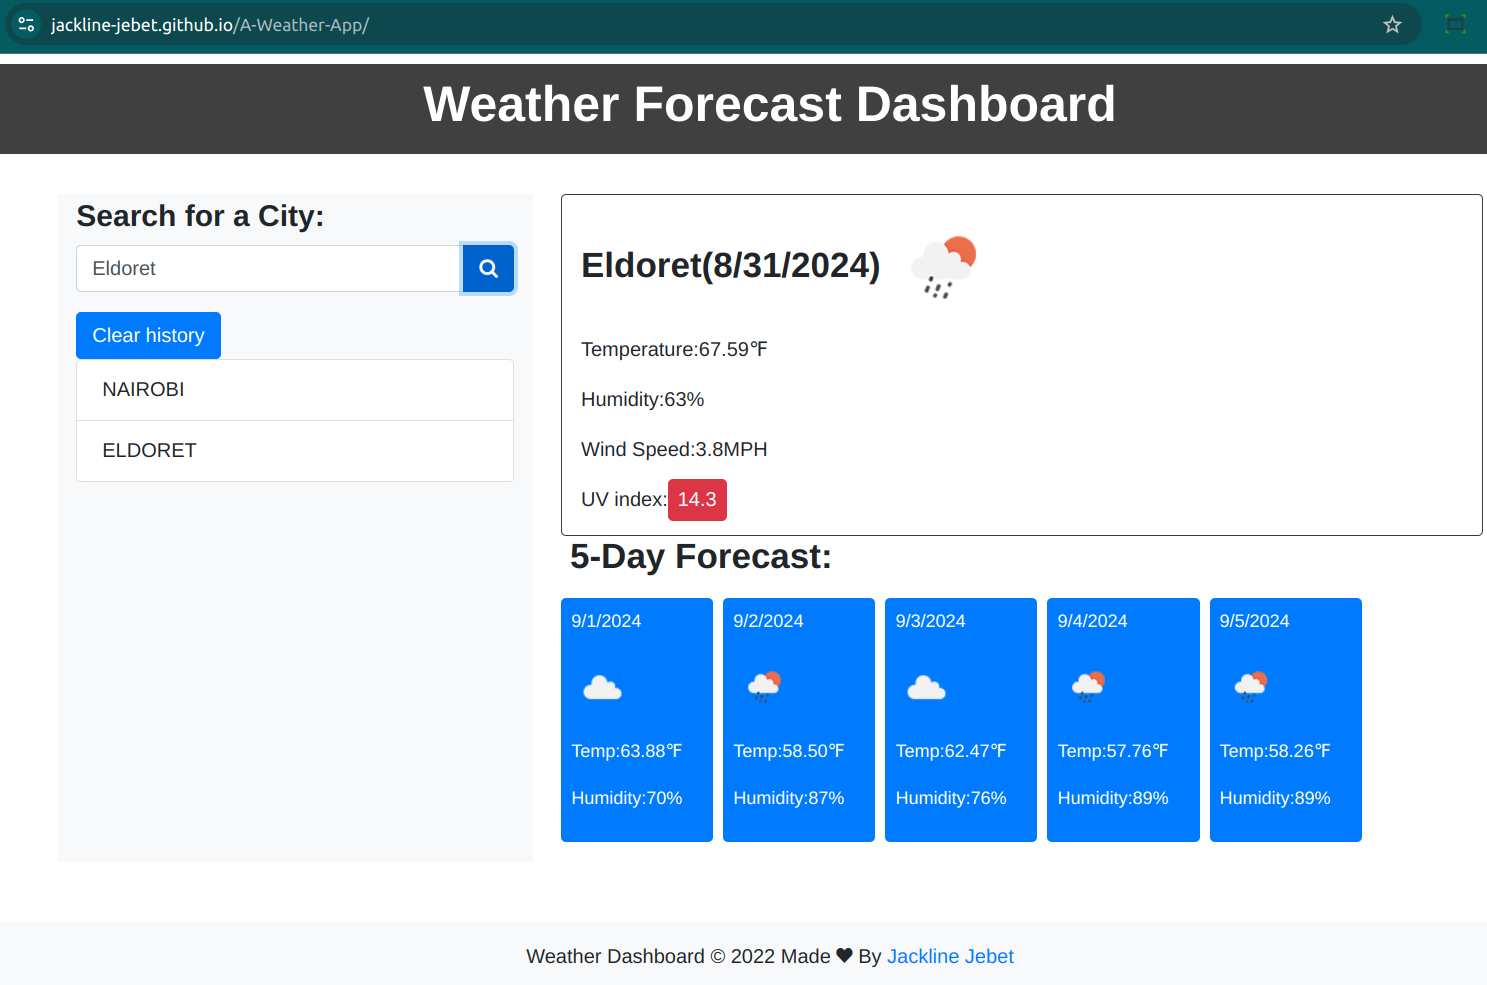 jackline-jebet.github.io/A-Weather-App/
Weather Forecast Dashboard
Search for a City:
Eldoret
Clear history
NAIROBI
ELDORET
Eldoret(8/31/2024)
Temperature:67.59°F
Humidity:63%
Wind Speed:3.8MPH
UV index:14.3
5-Day Forecast:
9/1/2024
Temp:63.88°F
Humidity:70%
9/2/2024
Temp:58.50°F
Humidity:87%
9/3/2024
Temp:62.47°F
Humidity:76%
9/4/2024
Temp:57.76°F
Humidity:89%
9/5/2024
Temp:58.26°F
Humidity:89%
Weather Dashboard © 2022 Made ♥ By Jackline Jebet